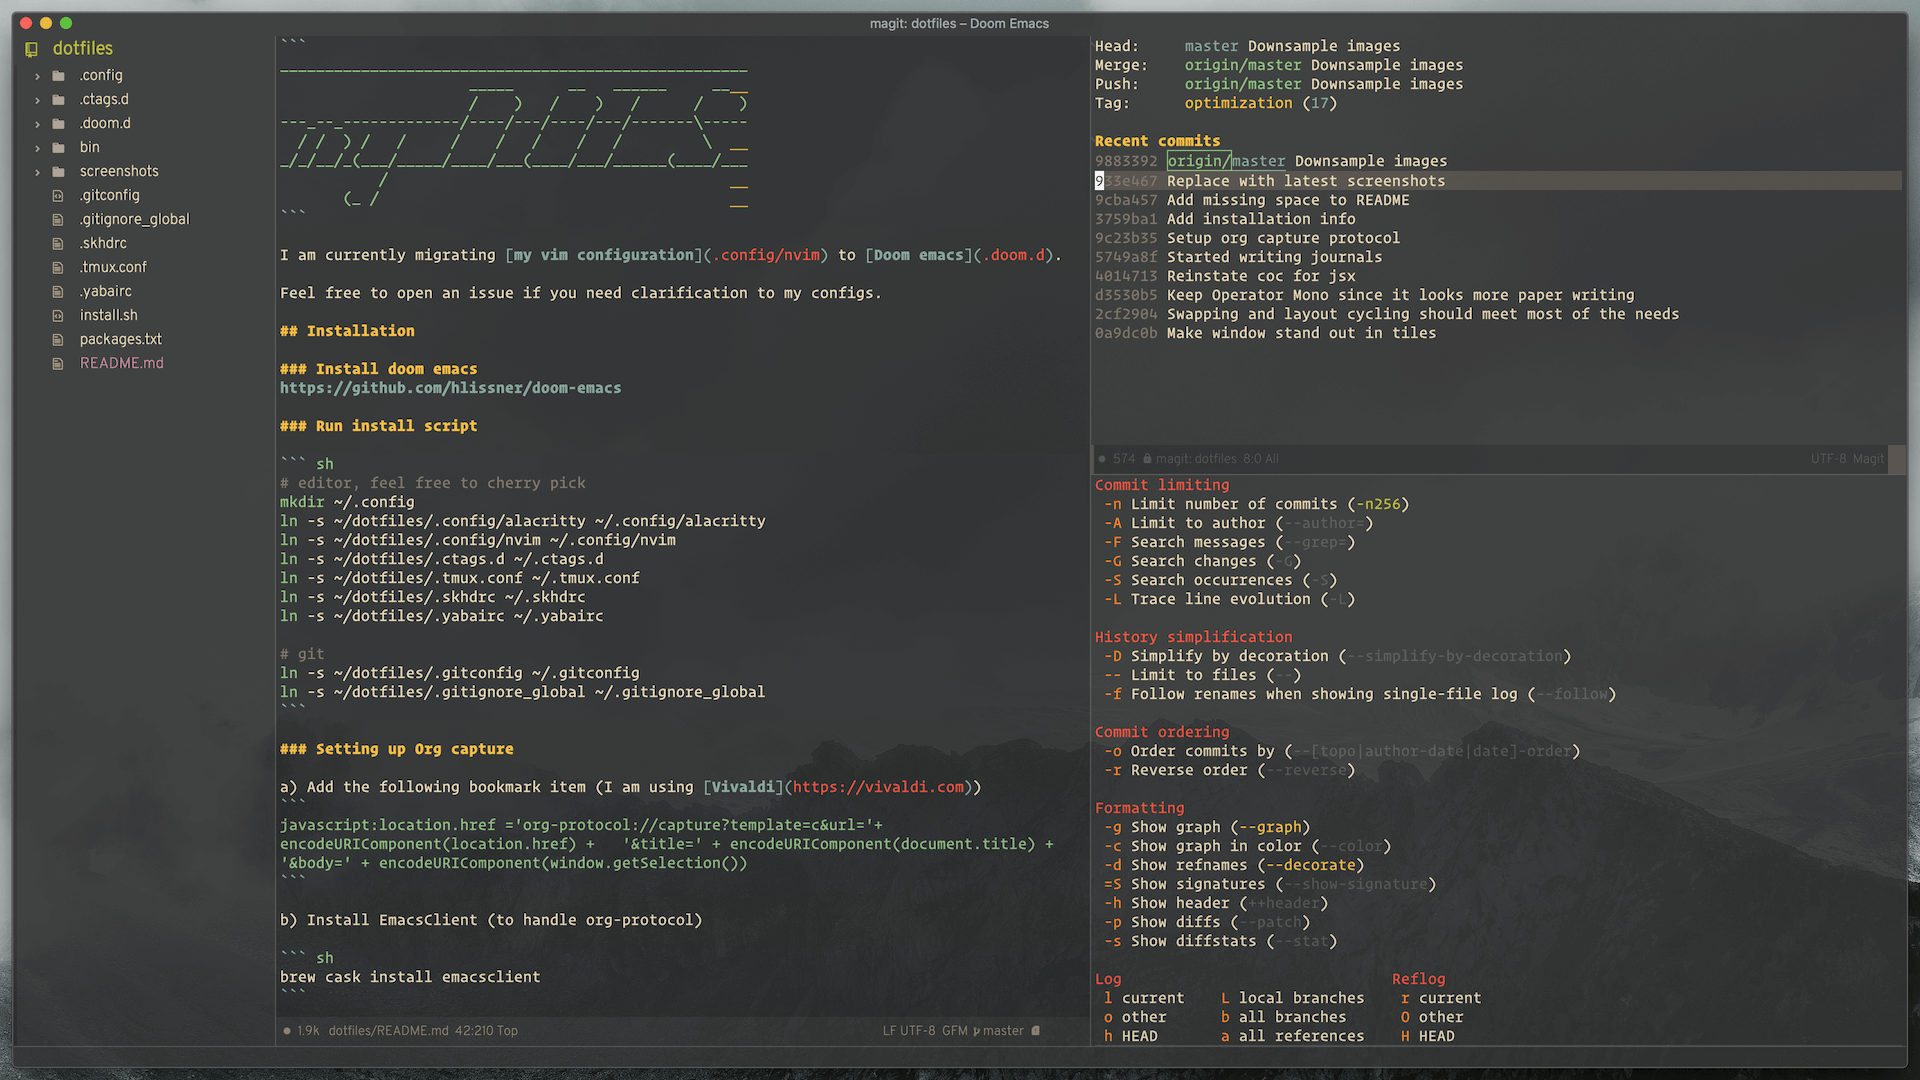 magit: dotfiles – Doom Emacs
dotfiles
.config
.ctags.d
.doom.d
bin
screenshots
.gitconfig
.gitignore_global
.skhdrc
.tmux.conf
.yabairc
install.sh
packages.txt
README.md
```
my DOTS
```
I am currently migrating [my vim configuration](.config/nvim) to [Doom emacs](.doom.d).
Feel free to open an issue if you need clarification to my configs.
## Installation
### Install doom emacs
https://github.com/hlissner/doom-emacs
### Run install script
``` sh
# editor, feel free to cherry pick
mkdir ~/.config
ln -s ~/dotfiles/.config/alacritty ~/.config/alacritty
ln -s ~/dotfiles/.config/nvim ~/.config/nvim
ln -s ~/dotfiles/.ctags.d ~/.ctags.d
ln -s ~/dotfiles/.tmux.conf ~/.tmux.conf
ln -s ~/dotfiles/.skhdrc ~/.skhdrc
ln -s ~/dotfiles/.yabairc ~/.yabairc
# git
ln -s ~/dotfiles/.gitconfig ~/.gitconfig
ln -s ~/dotfiles/.gitignore_global ~/.gitignore_global
```
### Setting up Org capture
a) Add the following bookmark item (I am using [Vivaldi](https://vivaldi.com))
```
javascript:location.href ='org-protocol://capture?template=c&url='+
encodeURIComponent(location.href) +   '&title=' + encodeURIComponent(document.title) +
'&body=' + encodeURIComponent(window.getSelection())
```
b) Install EmacsClient (to handle org-protocol)
``` sh
brew cask install emacsclient
```
1.9k dotfiles/README.md 42:210 Top LF UTF-8 GFM master
Head: master Downsample images
Merge: origin/master Downsample images
Push: origin/master Downsample images
Tag: optimization (17)
Recent commits
9883392 origin/master Downsample images
933e467 Replace with latest screenshots
9cba457 Add missing space to README
3759ba1 Add installation info
9c23b35 Setup org capture protocol
5749a8f Started writing journals
4014713 Reinstate coc for jsx
d3530b5 Keep Operator Mono since it looks more paper writing
2cf2904 Swapping and layout cycling should meet most of the needs
0a9dc0b Make window stand out in tiles
574 magit: dotfiles 8:0 All UTF-8 Magit
Commit limiting
-n Limit number of commits (-n256)
-A Limit to author (--author=)
-F Search messages (--grep=)
-G Search changes (-G)
-S Search occurrences (-S)
-L Trace line evolution (-L)
History simplification
-D Simplify by decoration (--simplify-by-decoration)
-- Limit to files (--)
-f Follow renames when showing single-file log (--follow)
Commit ordering
-o Order commits by (--[topo|author-date|date]-order)
-r Reverse order (--reverse)
Formatting
-g Show graph (--graph)
-c Show graph in color (--color)
-d Show refnames (--decorate)
=S Show signatures (--show-signature)
-h Show header (++header)
-p Show diffs (--patch)
-s Show diffstats (--stat)
Log Reflog
l current L local branches r current
o other b all branches O other
h HEAD a all references H HEAD